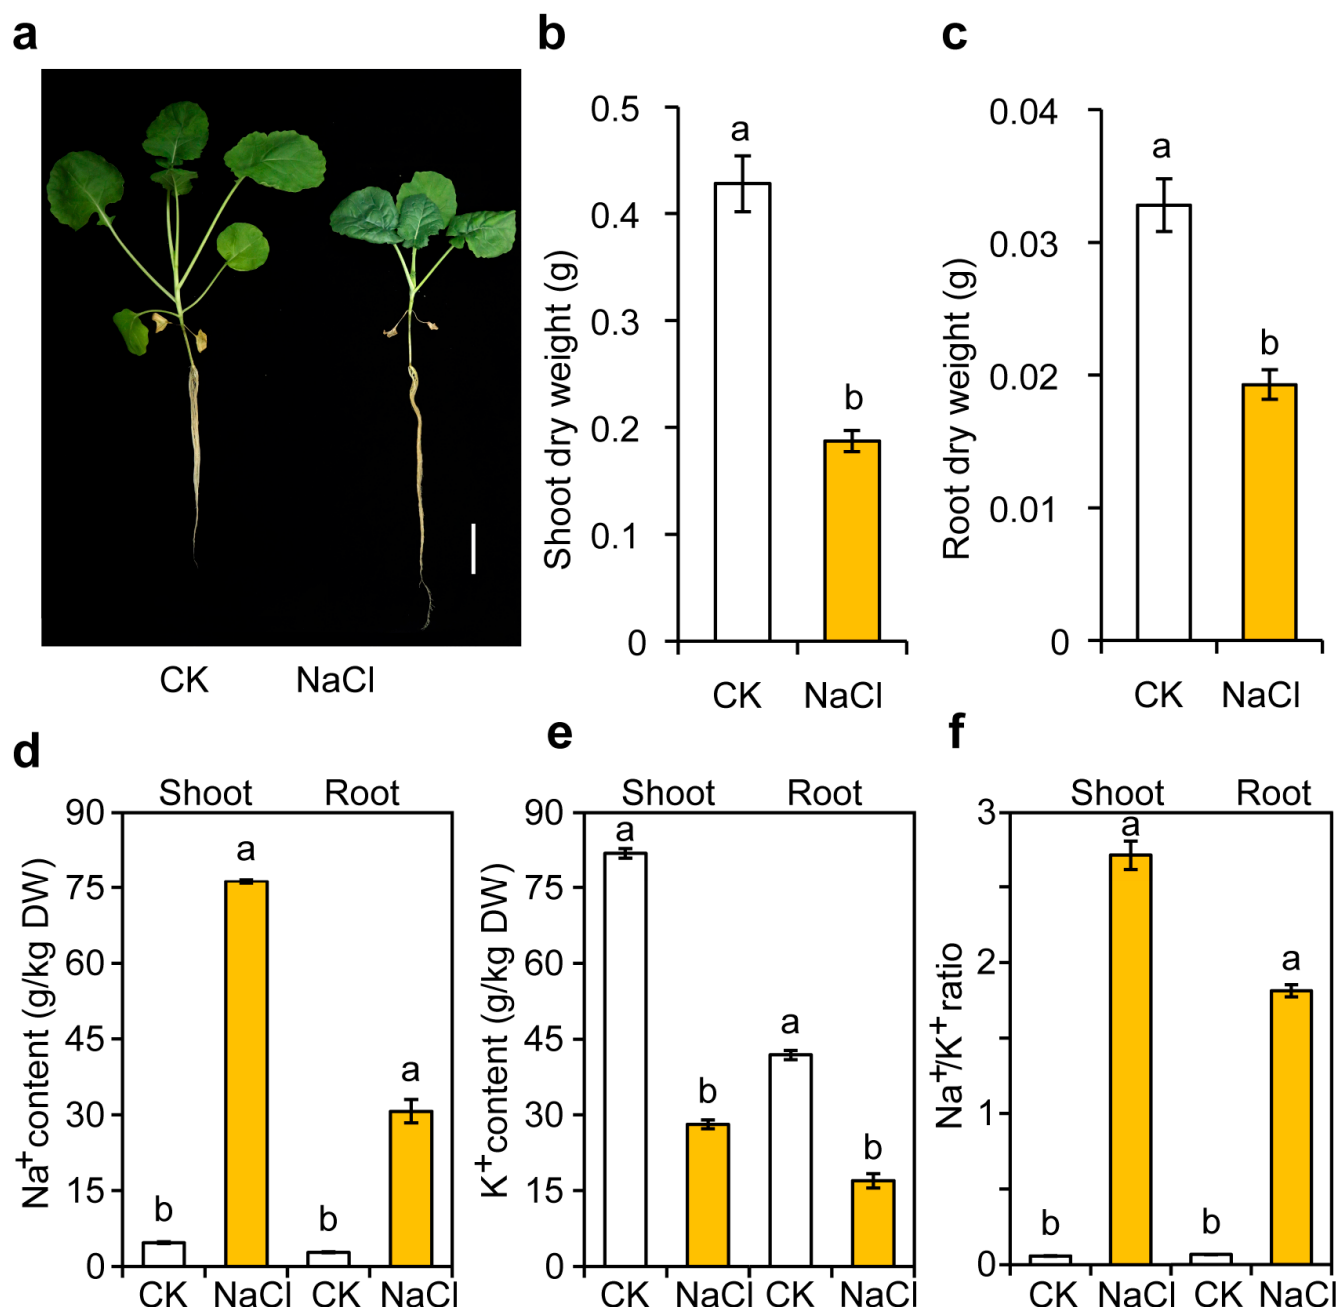 a
CK NaCl
b
Shoot dry weight (g)
0.5
0.4
0.3
0.2
0.1
0
a
b
CK NaCl
c
Root dry weight (g)
0.04
0.03
0.02
0.01
0
a
b
CK NaCl
d
Shoot Root
Na⁺ content (g/kg DW)
90
75
60
45
30
15
0
b
a
b
a
CK NaCl CK NaCl
e
Shoot Root
K⁺ content (g/kg DW)
90
75
60
45
30
15
0
a
b
a
b
CK NaCl CK NaCl
f
Shoot Root
Na⁺/K⁺ ratio
3
2
1
0
b
a
b
a
CK NaCl CK NaCl